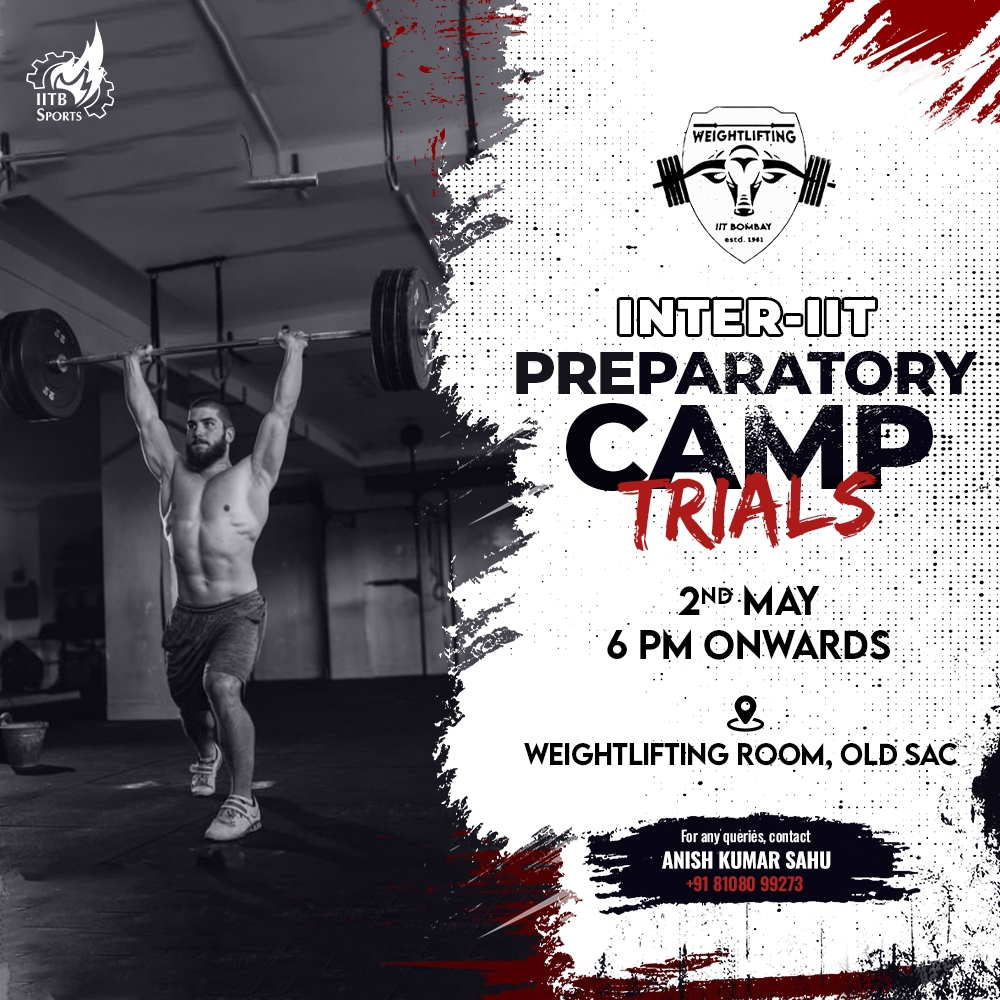 IITB
SPORTS
WEIGHTLIFTING
IIT BOMBAY
estd. 1961
INTER-IIT
PREPARATORY
CAMP
TRIALS
2ND MAY
6 PM ONWARDS
WEIGHTLIFTING ROOM, OLD SAC
For any queries, contact
ANISH KUMAR SAHU
+91 81080 99273